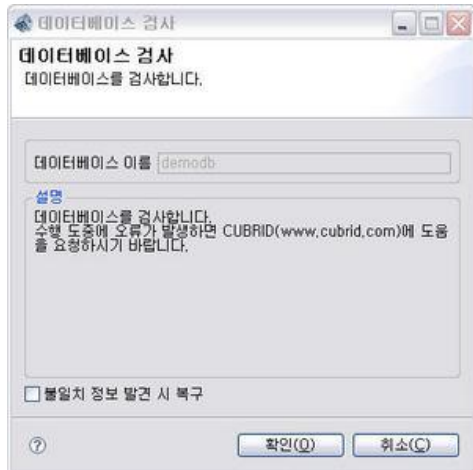 데이터베이스 검사
데이터베이스 검사
데이터베이스를 검사합니다.
데이터베이스 이름 demodb
설명
데이터베이스를 검사합니다.
수행 도중에 오류가 발생하면 CUBRID(www.cubrid.com)에 도움
을 요청하시기 바랍니다.
불일치 정보 발견 시 복구
확인(O) 취소(C)